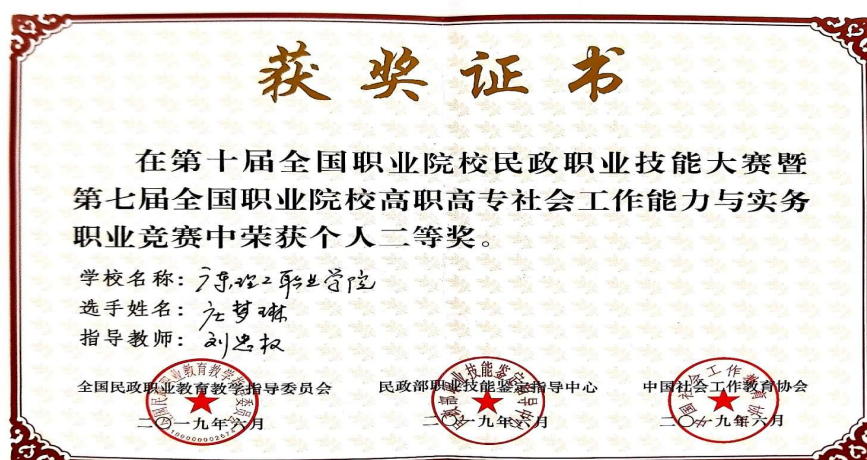 获奖证书
在第十届全国职业院校民政职业技能大赛暨
第七届全国职业院校高职高专社会工作能力与实务
职业竞赛中荣获个人二等奖。
学校名称：广东理工职业学院
选手姓名：庄梦琳
指导教师：刘忠权
全国民政职业教育教学指导委员会 民政部职业技能鉴定指导中心 中国社会工作教育协会
二〇一九年六月 二〇一九年六月 二〇一九年六月